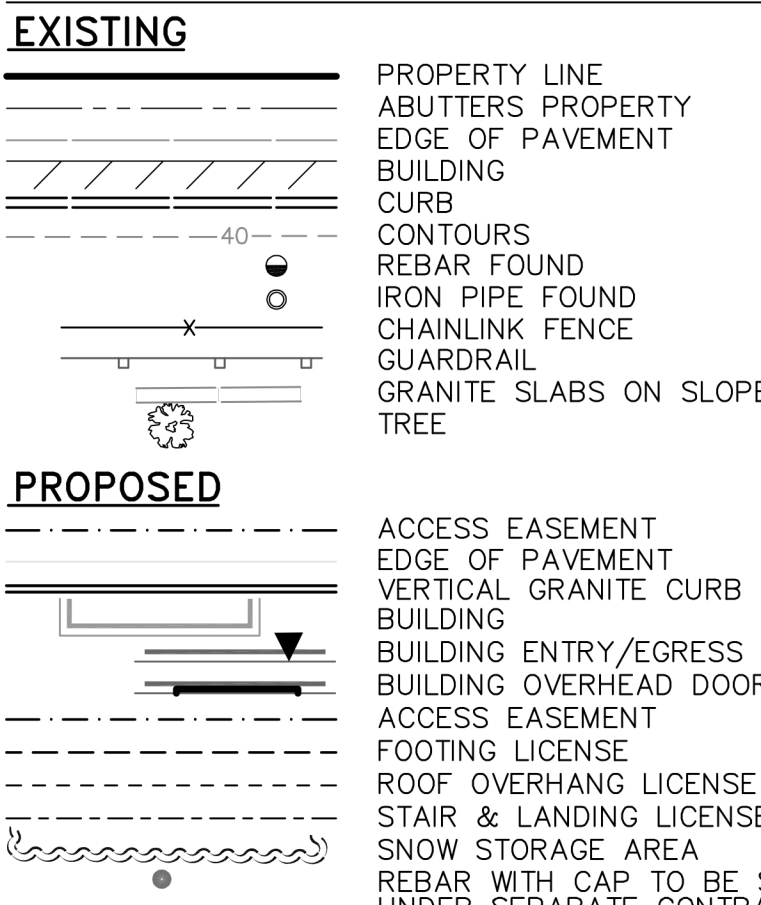 EXISTING
PROPERTY LINE
ABUTTERS PROPERTY
EDGE OF PAVEMENT
BUILDING
CURB
40
CONTOURS
REBAR FOUND
IRON PIPE FOUND
X
CHAINLINK FENCE
GUARDRAIL
GRANITE SLABS ON SLOPE
TREE
PROPOSED
ACCESS EASEMENT
EDGE OF PAVEMENT
VERTICAL GRANITE CURB
BUILDING
BUILDING ENTRY/EGRESS
BUILDING OVERHEAD DOOR
ACCESS EASEMENT
FOOTING LICENSE
ROOF OVERHANG LICENSE
STAIR & LANDING LICENSE
SNOW STORAGE AREA
REBAR WITH CAP TO BE
UNDER SEPARATE